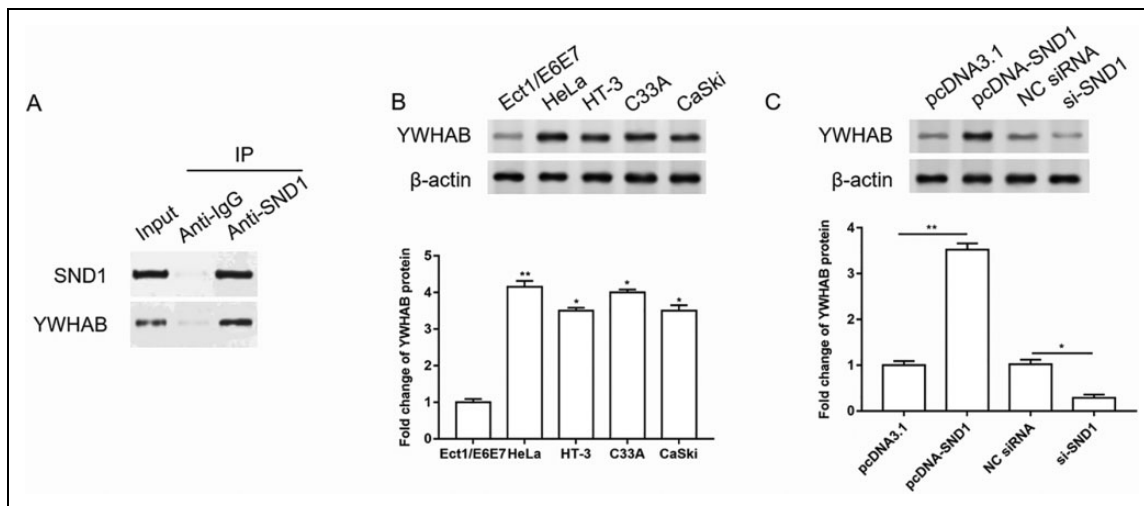 A
IP
Input
Anti-IgG
Anti-SND1
SND1
YWHAB
B
Ect1/E6E7
HeLa
HT-3
C33A
CaSki
YWHAB
β-actin
Fold change of YWHAB protein
5
4
3
2
1
0
**
*
*
*
Ect1/E6E7 HeLa HT-3 C33A CaSki
C
pcDNA3.1
pcDNA-SND1
NC siRNA
si-SND1
YWHAB
β-actin
Fold change of YWHAB protein
4
3
2
1
0
**
*
pcDNA3.1
pcDNA-SND1
NC siRNA
si-SND1